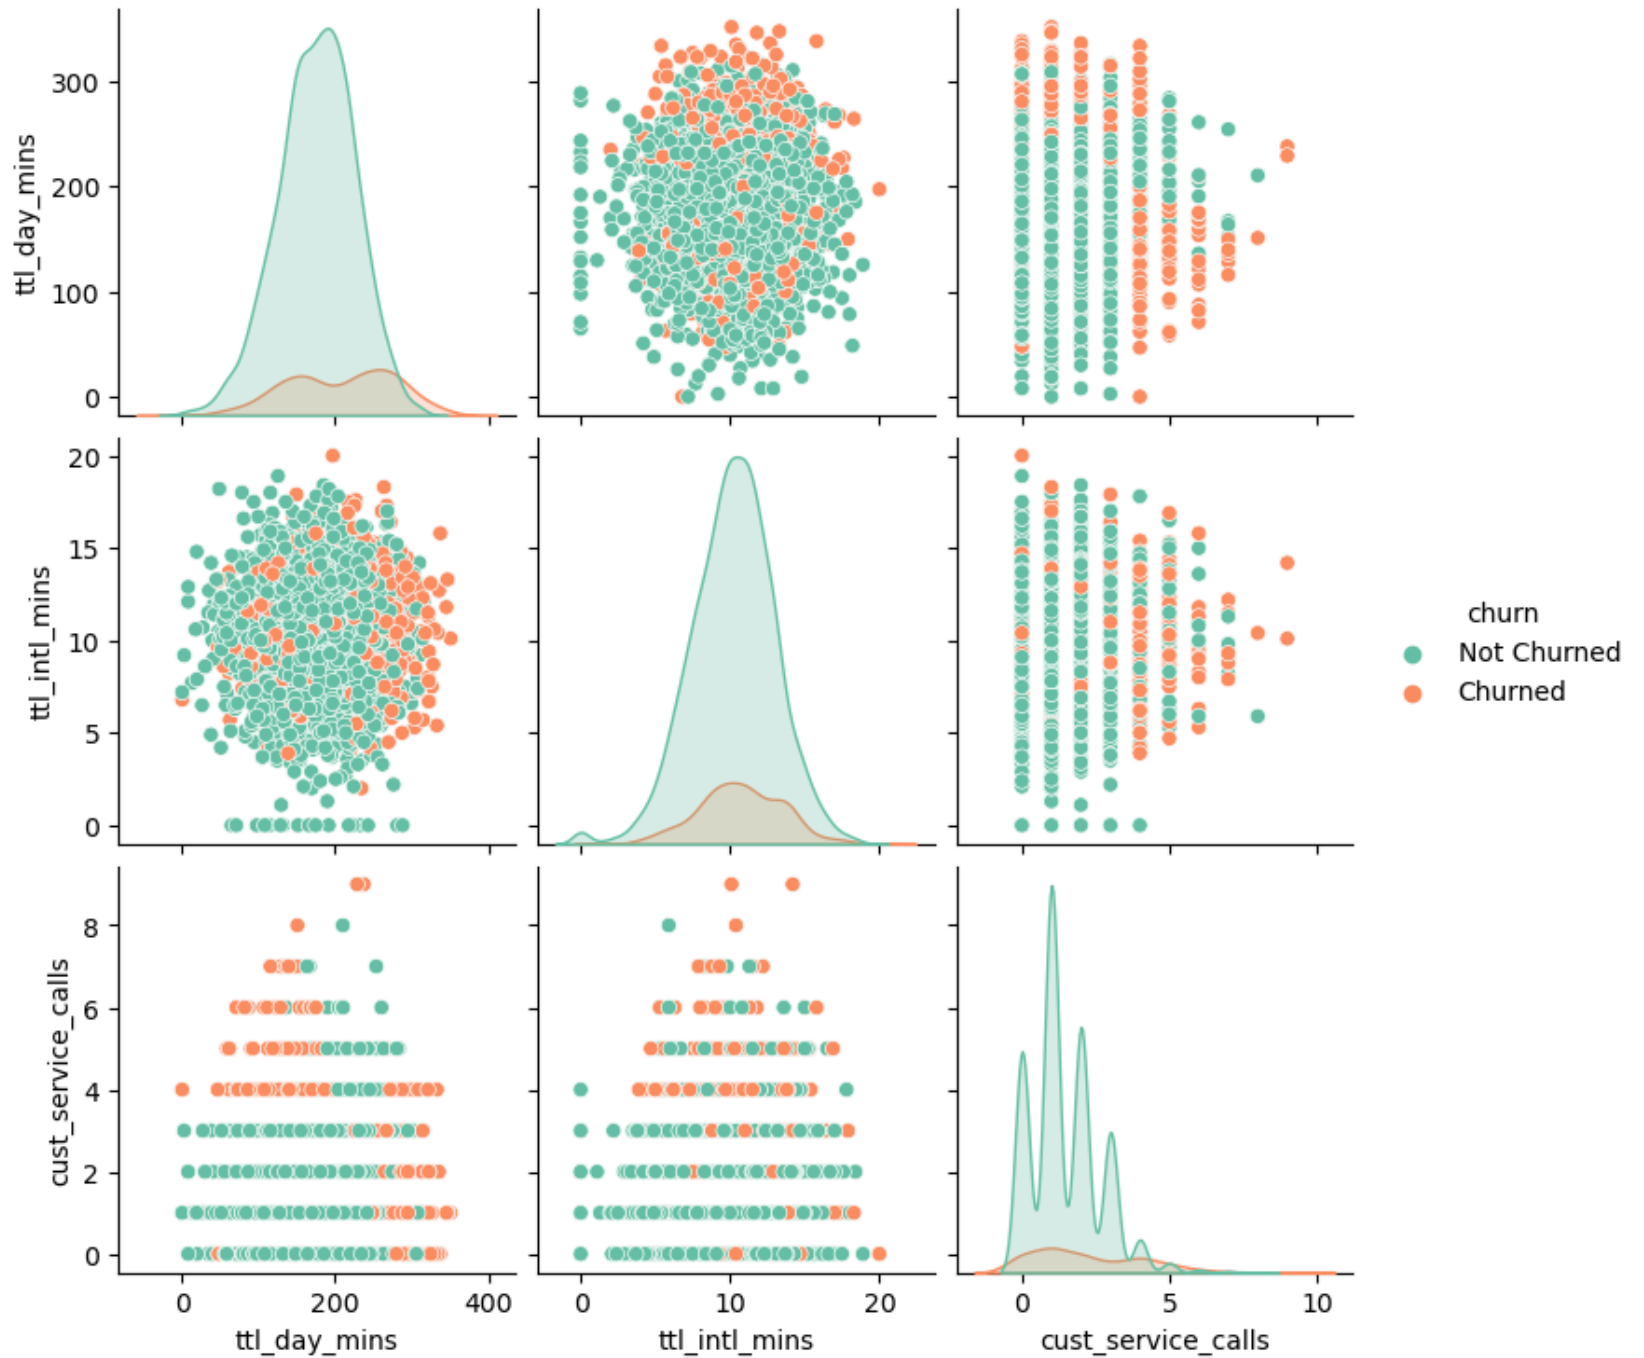 ttl_day_mins
300
200
100
0
ttl_intl_mins
20
15
10
5
0
churn
Not Churned
Churned
cust_service_calls
8
6
4
2
0
0 200 400
0 10 20
0 5 10
ttl_day_mins
ttl_intl_mins
cust_service_calls